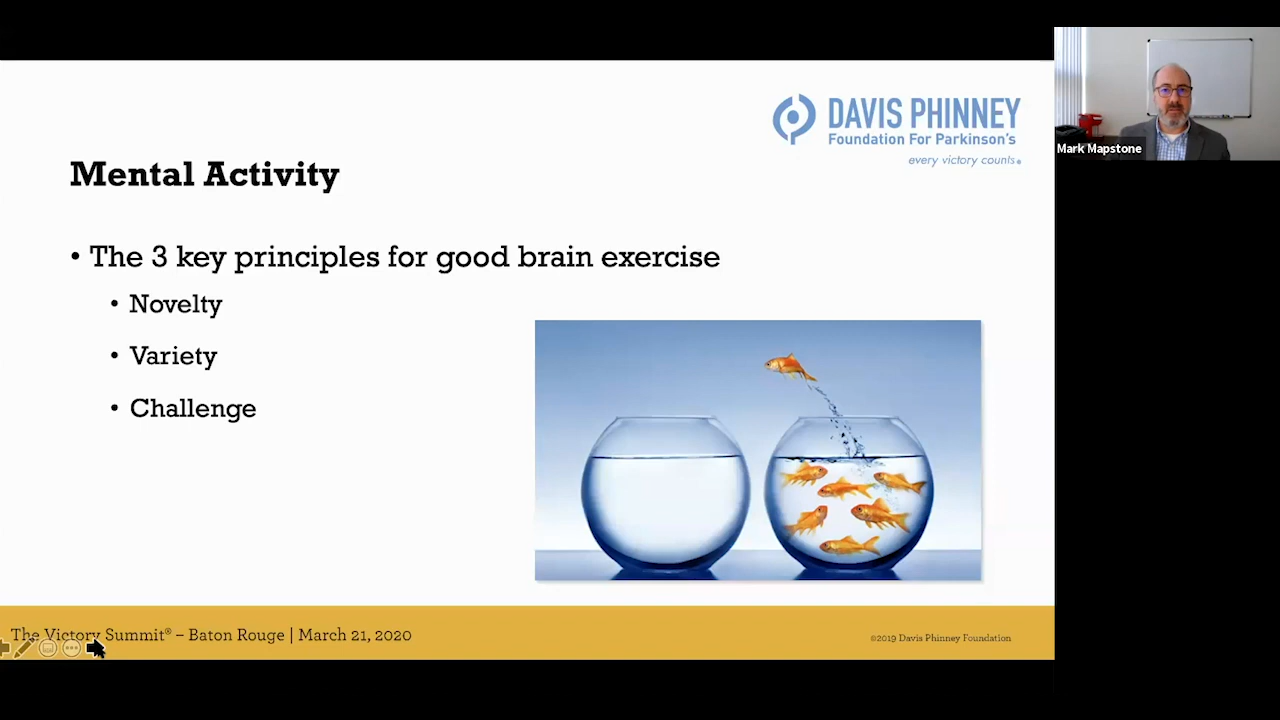 DAVIS PHINNEY
Foundation For Parkinson's
every victory counts®
Mark Mapstone
Mental Activity
• The 3 key principles for good brain exercise
• Novelty
• Variety
• Challenge
The Victory Summit® – Baton Rouge | March 21, 2020
©2019 Davis Phinney Foundation